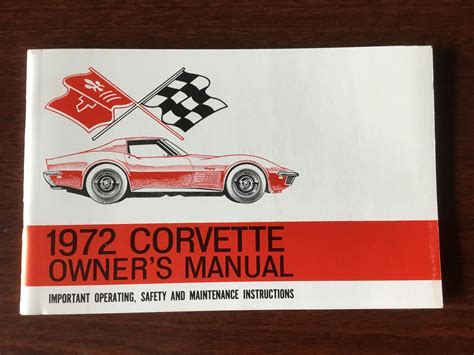 1972 CORVETTE
OWNER'S MANUAL
IMPORTANT OPERATING, SAFETY AND MAINTENANCE INSTRUCTIONS